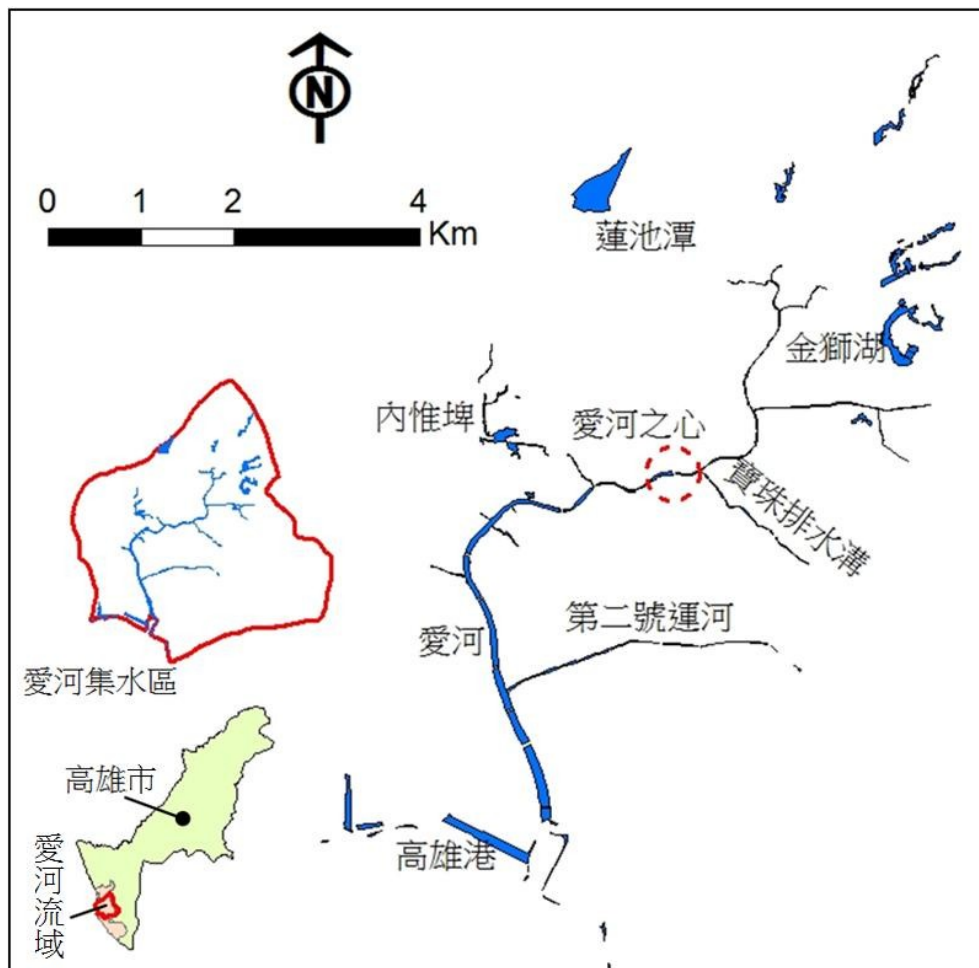 N
0 1 2 4
Km
蓮池潭
金獅湖
內惟埤
愛河之心
寶珠排水溝
第二號運河
愛河
愛河集水區
高雄市
高雄港
愛河流域